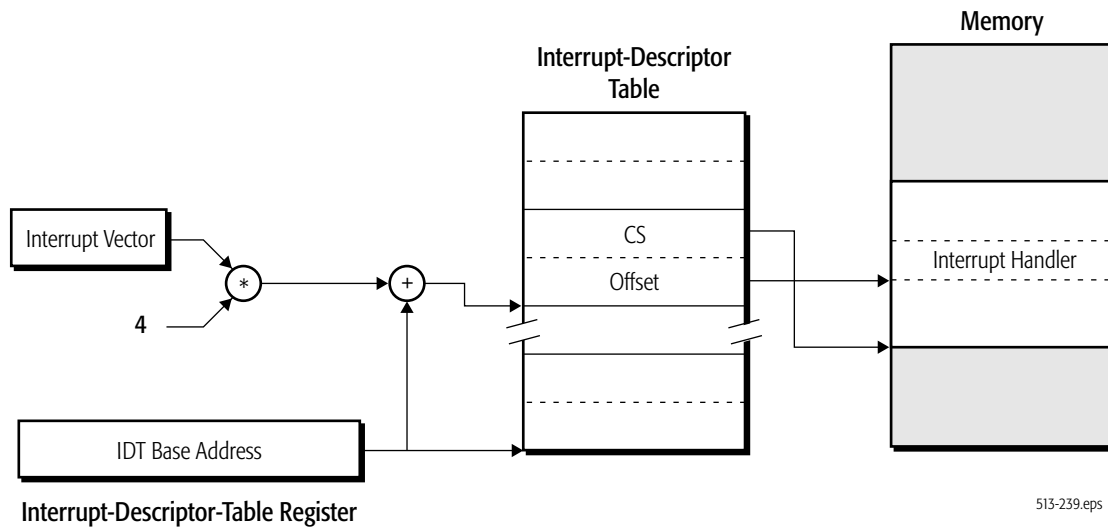 Memory
Interrupt-Descriptor
Table
Interrupt Vector
CS
Interrupt Handler
*
+
Offset
4
IDT Base Address
Interrupt-Descriptor-Table Register
513-239.eps